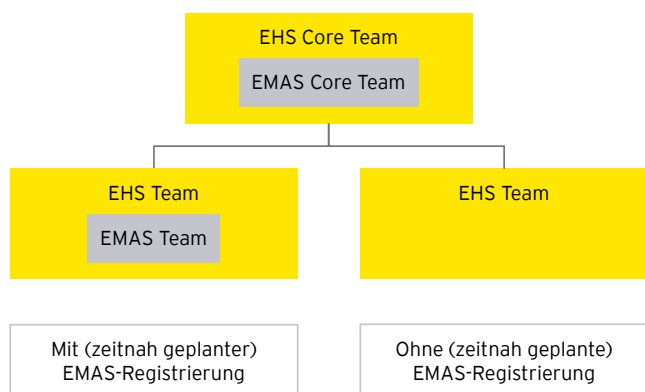 EHS Core Team
EMAS Core Team
EHS Team
EMAS Team
EHS Team
Mit (zeitnah geplanter)
EMAS-Registrierung
Ohne (zeitnah geplante)
EMAS-Registrierung